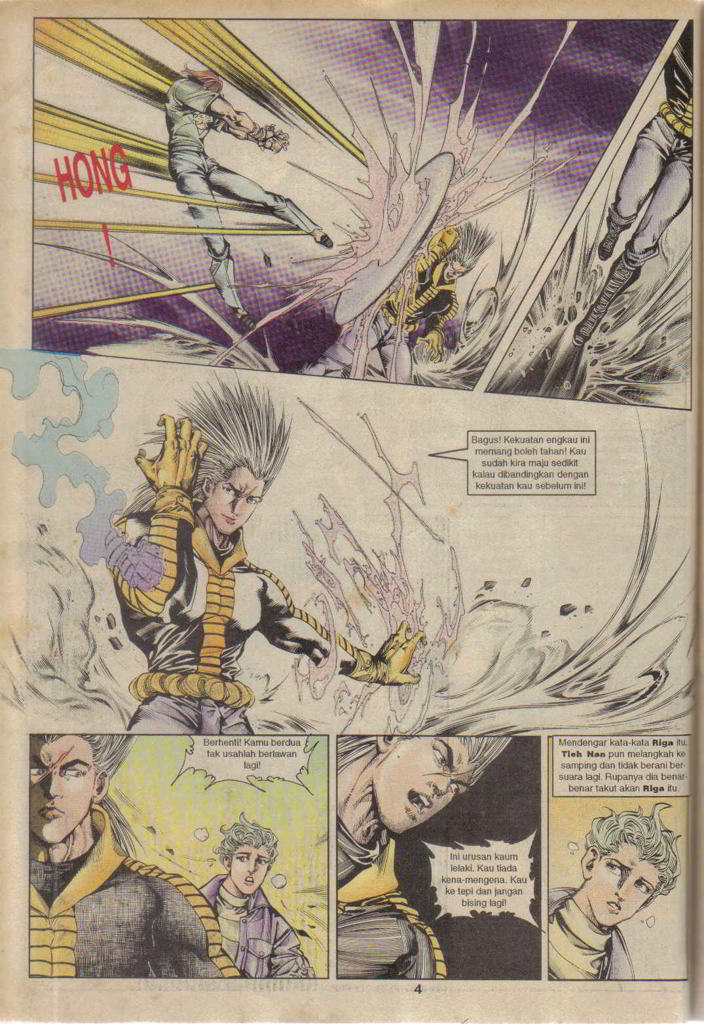 HONG
!
Bagus! Kekuatan engkau ini
memang boleh tahan! Kau
sudah kira maju sedikit
kalau dibandingkan dengan
kekuatan kau sebelum ini!
Berhenti! Kamu berdua
tak usahlah berlawan
lagi!
Ini urusan kaum
lelaki. Kau tiada
kena-mengena. Kau
ke tepi dan jangan
bising lagi!
Mendengar kata-kata Riga itu,
Tieh Nan pun melangkah ke
samping dan tidak berani ber-
suara lagi. Rupanya dia benar-
benar takut akan Riga itu.
4